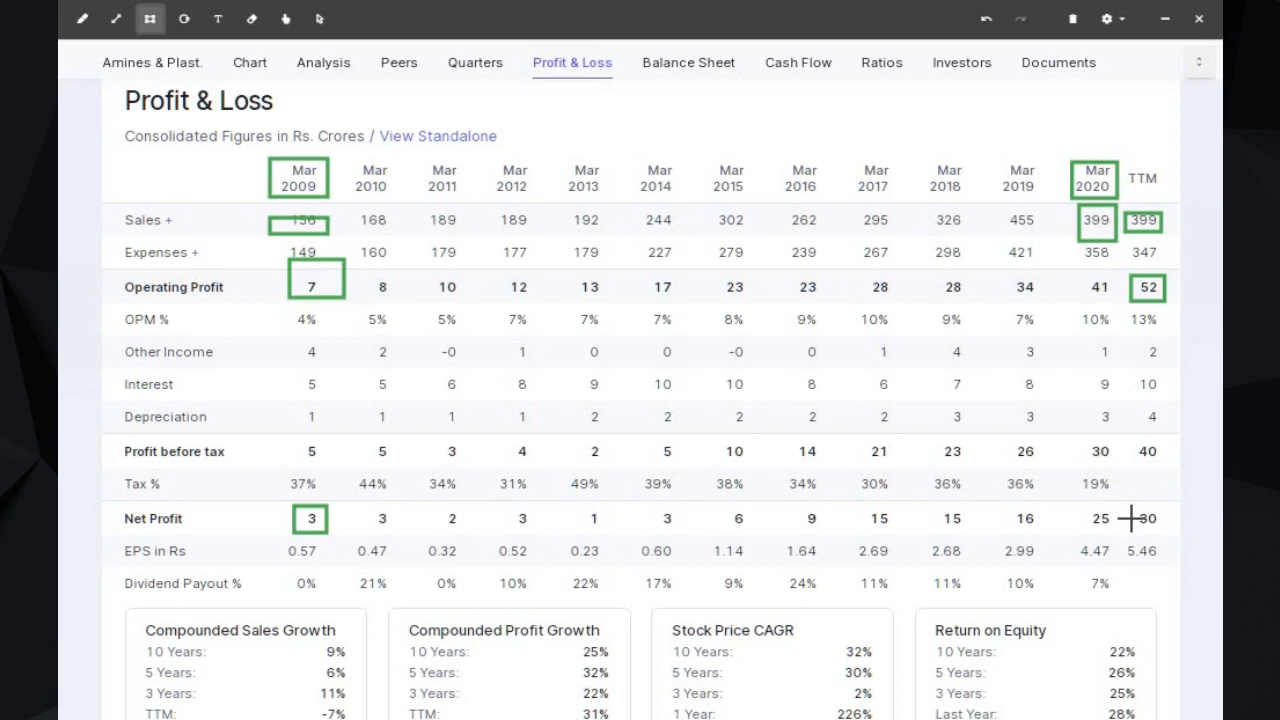 T
Amines & Plast. Chart Analysis Peers Quarters Profit & Loss Balance Sheet Cash Flow Ratios Investors Documents
Profit & Loss
Consolidated Figures in Rs. Crores / View Standalone
Mar 2009 Mar 2010 Mar 2011 Mar 2012 Mar 2013 Mar 2014 Mar 2015 Mar 2016 Mar 2017 Mar 2018 Mar 2019 Mar 2020 TTM
Sales + 156 168 189 189 192 244 302 262 295 326 455 399 399
Expenses + 149 160 179 177 179 227 279 239 267 298 421 358 347
Operating Profit 7 8 10 12 13 17 23 23 28 28 34 41 52
OPM % 4% 5% 5% 7% 7% 7% 8% 9% 10% 9% 7% 10% 13%
Other Income 4 2 -0 1 0 0 -0 0 1 4 3 1 2
Interest 5 5 6 8 9 10 10 8 6 7 8 9 10
Depreciation 1 1 1 1 2 2 2 2 2 3 3 3 4
Profit before tax 5 5 3 4 2 5 10 14 21 23 26 30 40
Tax % 37% 44% 34% 31% 49% 39% 38% 34% 30% 36% 36% 19%
Net Profit 3 3 2 3 1 3 6 9 15 15 16 25 30
EPS in Rs 0.57 0.47 0.32 0.52 0.23 0.60 1.14 1.64 2.69 2.68 2.99 4.47 5.46
Dividend Payout % 0% 21% 0% 10% 22% 17% 9% 24% 11% 11% 10% 7%
Compounded Sales Growth
10 Years: 9%
5 Years: 6%
3 Years: 11%
TTM: -7%
Compounded Profit Growth
10 Years: 25%
5 Years: 32%
3 Years: 22%
TTM: 31%
Stock Price CAGR
10 Years: 32%
5 Years: 30%
3 Years: 2%
1 Year: 226%
Return on Equity
10 Years: 22%
5 Years: 26%
3 Years: 25%
Last Year: 28%